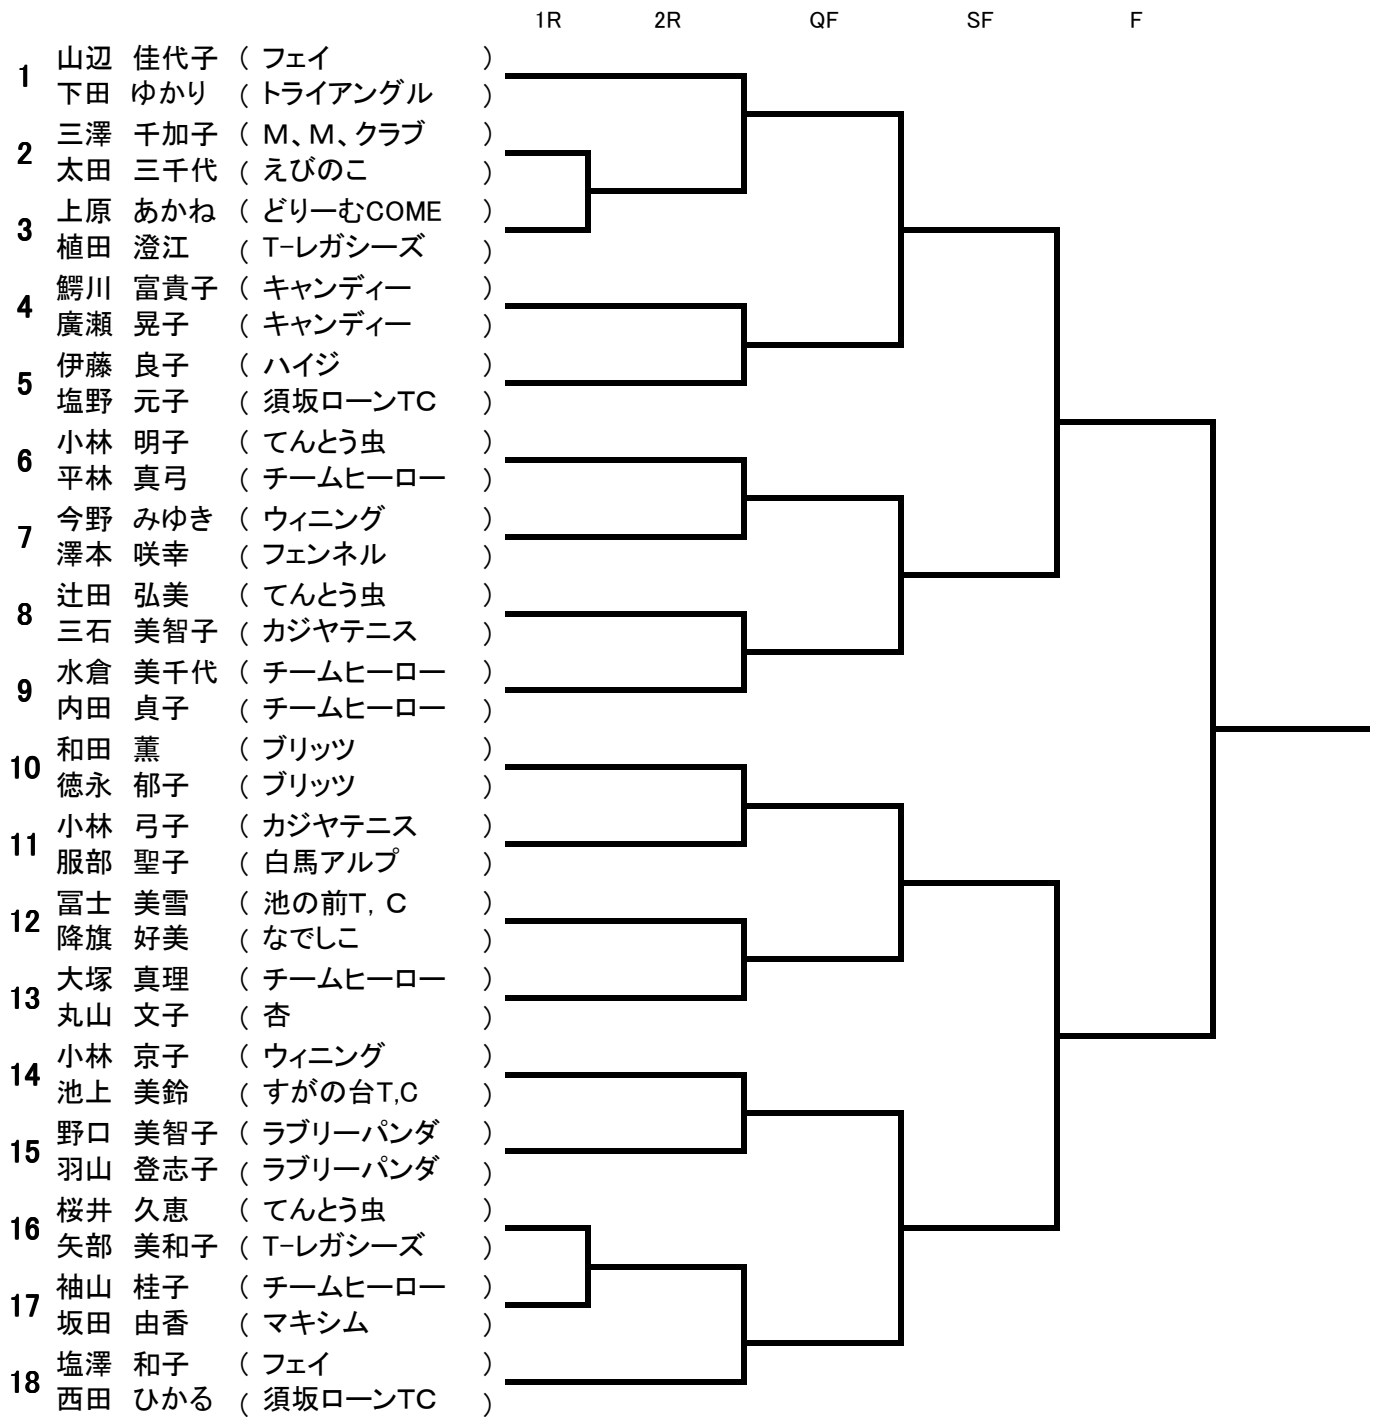 1R 2R QF SF F
1
山辺 佳代子 ( フェイ )
下田 ゆかり ( トライアングル )
2
三澤 千加子 ( M、M、クラブ )
太田 三千代 ( えびのこ )
3
上原 あかね ( どりーむCOME )
植田 澄江 ( T-レガシーズ )
4
鰐川 富貴子 ( キャンディー )
廣瀬 晃子 ( キャンディー )
5
伊藤 良子 ( ハイジ )
塩野 元子 ( 須坂ローンTC )
6
小林 明子 ( てんとう虫 )
平林 真弓 ( チームヒーロー )
7
今野 みゆき ( ウィニング )
澤本 咲幸 ( フェンネル )
8
辻田 弘美 ( てんとう虫 )
三石 美智子 ( カジヤテニス )
9
水倉 美千代 ( チームヒーロー )
内田 貞子 ( チームヒーロー )
10
和田 薫 ( ブリッツ )
徳永 郁子 ( ブリッツ )
11
小林 弓子 ( カジヤテニス )
服部 聖子 ( 白馬アルプ )
12
冨士 美雪 ( 池の前T，C )
降旗 好美 ( なでしこ )
13
大塚 真理 ( チームヒーロー )
丸山 文子 ( 杏 )
14
小林 京子 ( ウィニング )
池上 美鈴 ( すがの台T,C )
15
野口 美智子 ( ラブリーパンダ )
羽山 登志子 ( ラブリーパンダ )
16
桜井 久恵 ( てんとう虫 )
矢部 美和子 ( T-レガシーズ )
17
袖山 桂子 ( チームヒーロー )
坂田 由香 ( マキシム )
18
塩澤 和子 ( フェイ )
西田 ひかる ( 須坂ローンTC )